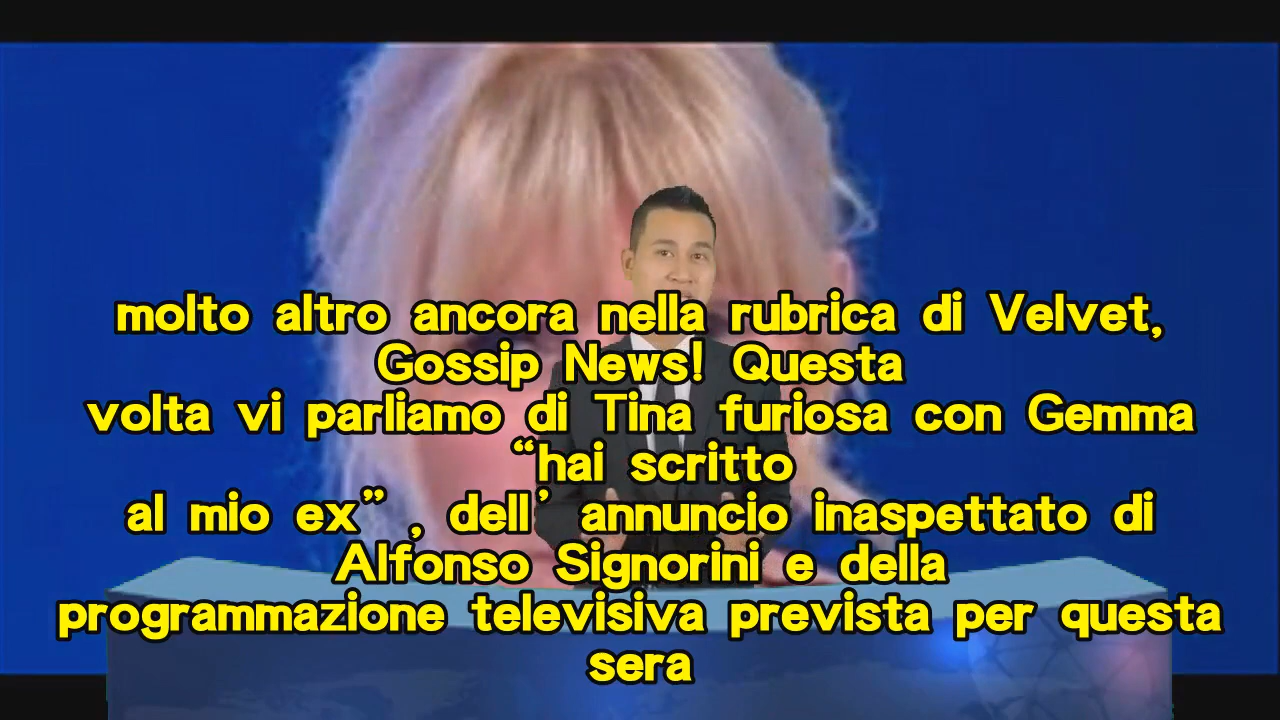 molto altro ancora nella rubrica di Velvet,
Gossip News! Questa
volta vi parliamo di Tina furiosa con Gemma
“hai scritto
al mio ex”, dell’annuncio inaspettato di
Alfonso Signorini e della
programmazione televisiva prevista per questa
sera